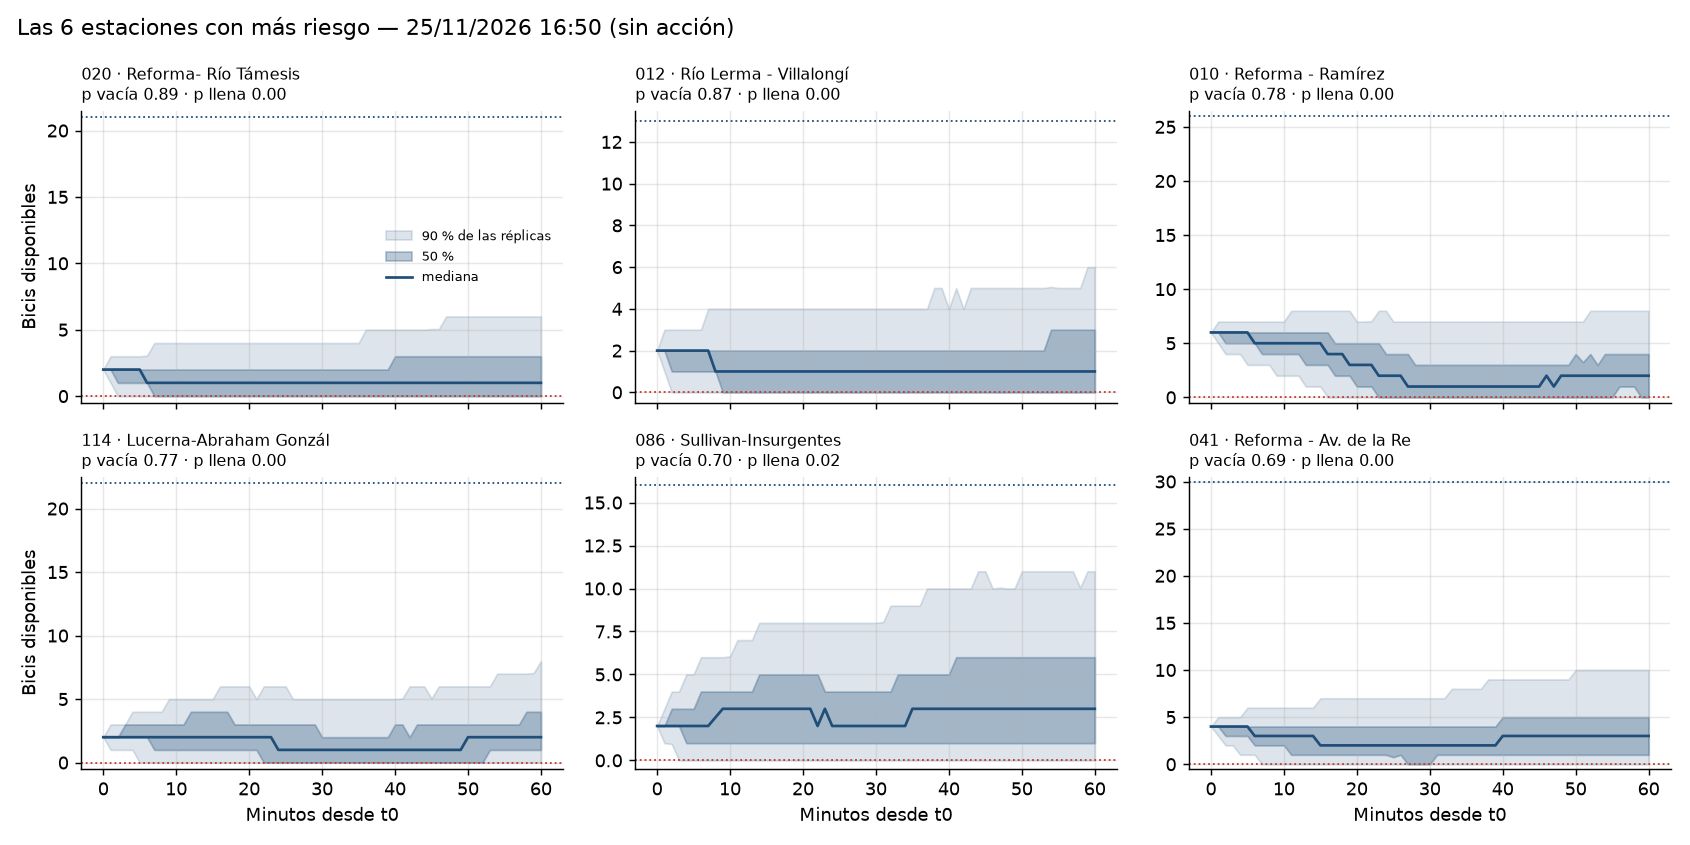 Las 6 estaciones con más riesgo — 25/11/2026 16:50 (sin acción)
020 · Reforma- Río Támesis
p vacía 0.89 · p llena 0.00
Bicis disponibles
20
15
10
5
0
90 % de las réplicas
50 %
mediana
012 · Río Lerma - Villalongí
p vacía 0.87 · p llena 0.00
12
10
8
6
4
2
0
010 · Reforma - Ramírez
p vacía 0.78 · p llena 0.00
25
20
15
10
5
0
114 · Lucerna-Abraham Gonzál
p vacía 0.77 · p llena 0.00
Bicis disponibles
20
15
10
5
0
0 10 20 30 40 50 60
Minutos desde t0
086 · Sullivan-Insurgentes
p vacía 0.70 · p llena 0.02
15.0
12.5
10.0
7.5
5.0
2.5
0.0
0 10 20 30 40 50 60
Minutos desde t0
041 · Reforma - Av. de la Re
p vacía 0.69 · p llena 0.00
30
25
20
15
10
5
0
0 10 20 30 40 50 60
Minutos desde t0